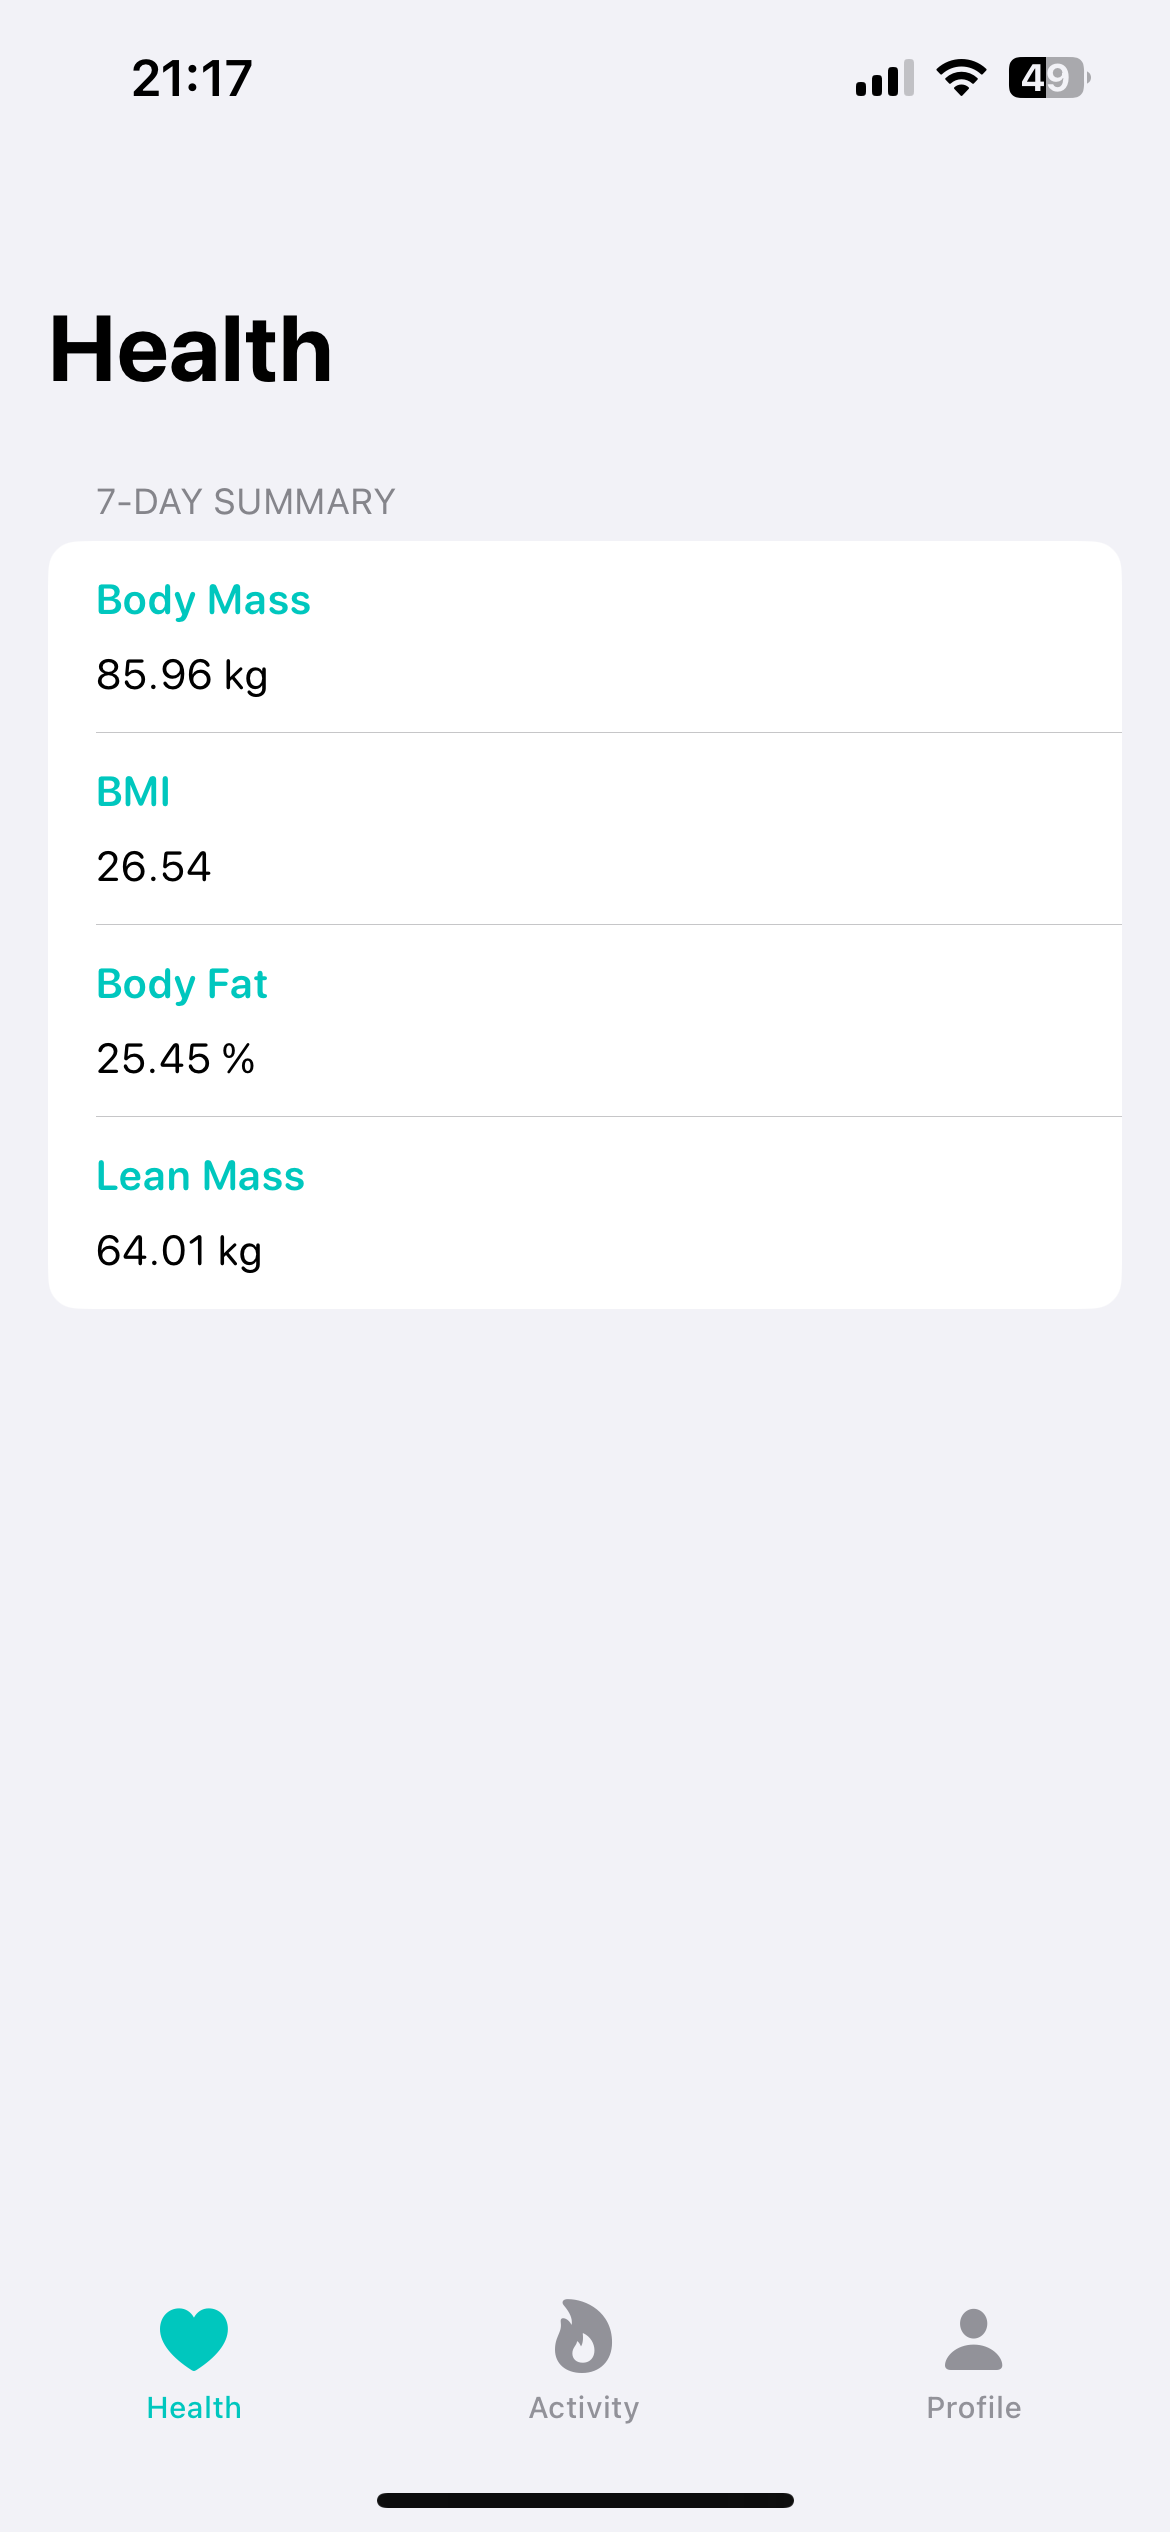 21:17
49
Health
7-DAY SUMMARY
Body Mass
85.96 kg
BMI
26.54
Body Fat
25.45 %
Lean Mass
64.01 kg
Health
Activity
Profile